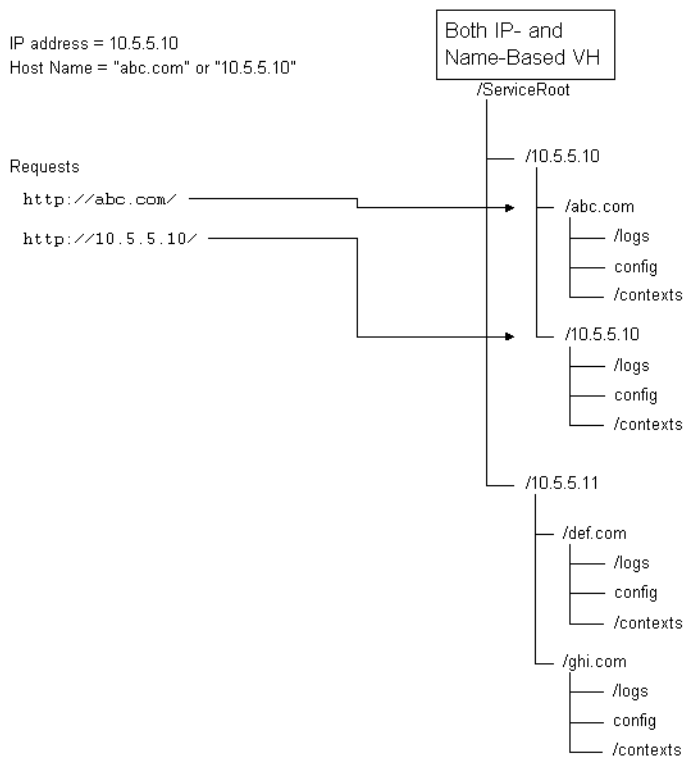 Both IP- and
Name-Based VH
IP address = 10.5.5.10
Host Name = "abc.com" or "10.5.5.10"
/ServiceRoot
Requests
http://abc.com/
http://10.5.5.10/
/10.5.5.10
/abc.com
/logs
config
/contexts
/10.5.5.10
/logs
config
/contexts
/10.5.5.11
/def.com
/logs
config
/contexts
/ghi.com
/logs
config
/contexts